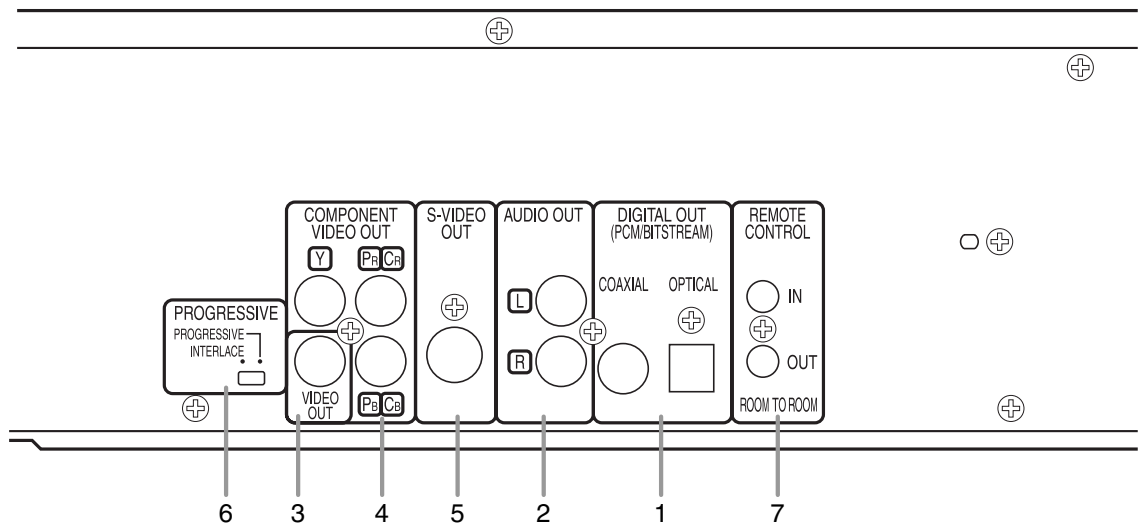 COMPONENT
VIDEO OUT
Y
PR CR
S-VIDEO
OUT
AUDIO OUT
L
R
DIGITAL OUT
(PCM/BITSTREAM)
COAXIAL
OPTICAL
REMOTE
CONTROL
IN
OUT
ROOM TO ROOM
PROGRESSIVE
PROGRESSIVE
INTERLACE
VIDEO
OUT
PB CB
6
3
4
5
2
1
7